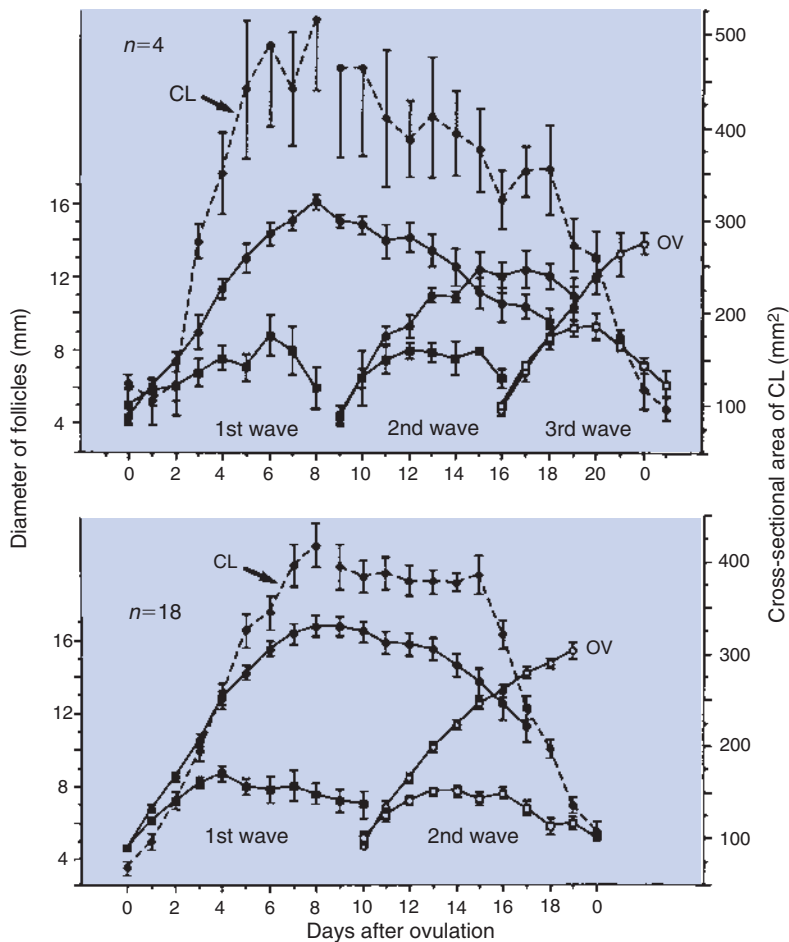 n=4
CL
OV
1st wave
2nd wave
3rd wave
16
12
8
4
500
400
300
200
100
0 2 4 6 8 10 12 14 16 18 20 0
Diameter of follicles (mm)
Cross-sectional area of CL (mm²)
CL
n=18
OV
1st wave
2nd wave
16
12
8
4
400
300
200
100
0 2 4 6 8 10 12 14 16 18 0
Days after ovulation